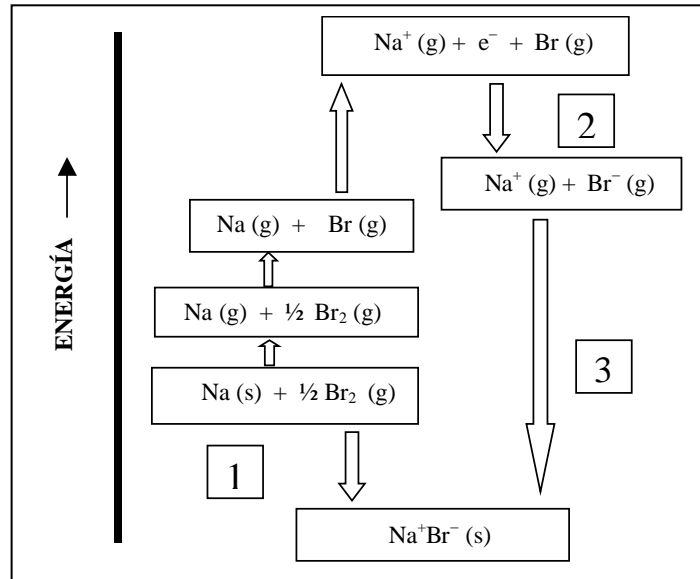 Na⁺ (g) + e⁻ + Br (g)
2
Na⁺ (g) + Br⁻ (g)
Na (g) + Br (g)
ENERGÍA
Na (g) + ½ Br₂ (g)
3
Na (s) + ½ Br₂ (g)
1
Na⁺Br⁻ (s)